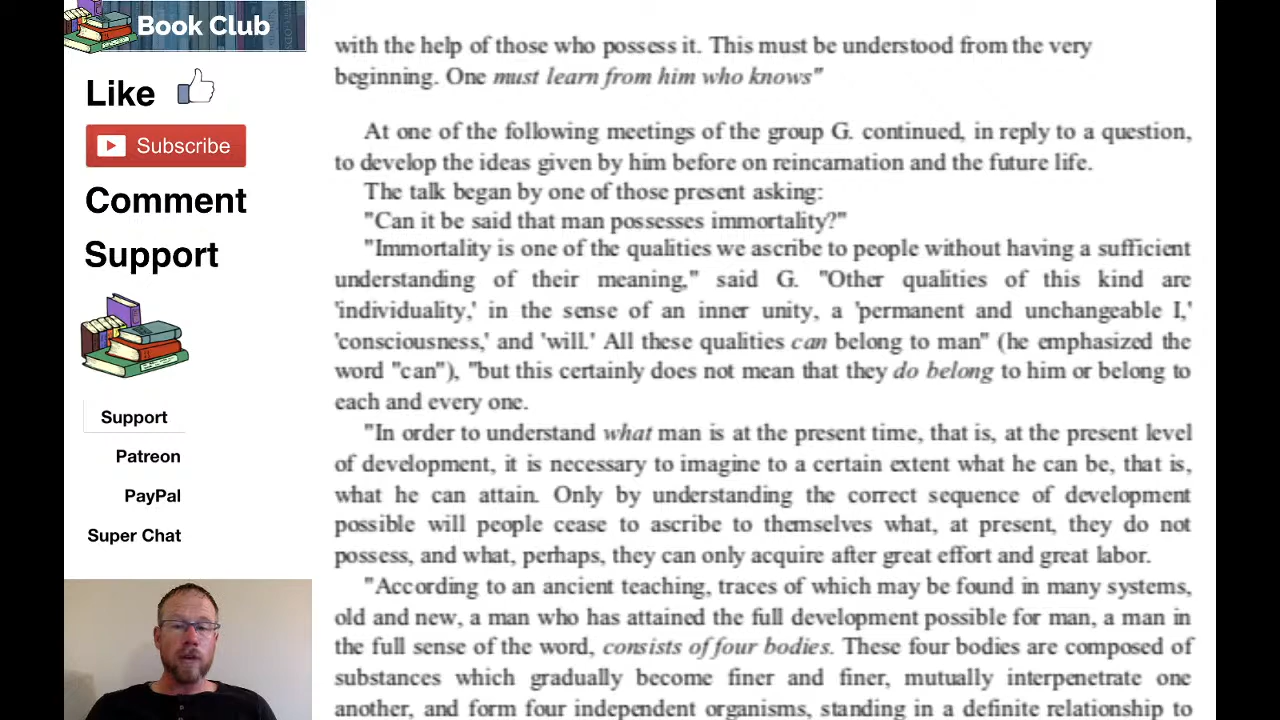 Book Club
Like
Subscribe
Comment
Support
Support
Patreon
PayPal
Super Chat
with the help of those who possess it. This must be understood from the very
beginning. One must learn from him who knows"
At one of the following meetings of the group G. continued, in reply to a question,
to develop the ideas given by him before on reincarnation and the future life.
The talk began by one of those present asking:
"Can it be said that man possesses immortality?"
"Immortality is one of the qualities we ascribe to people without having a sufficient
understanding of their meaning," said G. "Other qualities of this kind are
'individuality,' in the sense of an inner unity, a 'permanent and unchangeable I,'
'consciousness,' and 'will.' All these qualities can belong to man" (he emphasized the
word "can"), "but this certainly does not mean that they do belong to him or belong to
each and every one.
"In order to understand what man is at the present time, that is, at the present level
of development, it is necessary to imagine to a certain extent what he can be, that is,
what he can attain. Only by understanding the correct sequence of development
possible will people cease to ascribe to themselves what, at present, they do not
possess, and what, perhaps, they can only acquire after great effort and great labor.
"According to an ancient teaching, traces of which may be found in many systems,
old and new, a man who has attained the full development possible for man, a man in
the full sense of the word, consists of four bodies. These four bodies are composed of
substances which gradually become finer and finer, mutually interpenetrate one
another, and form four independent organisms, standing in a definite relationship to